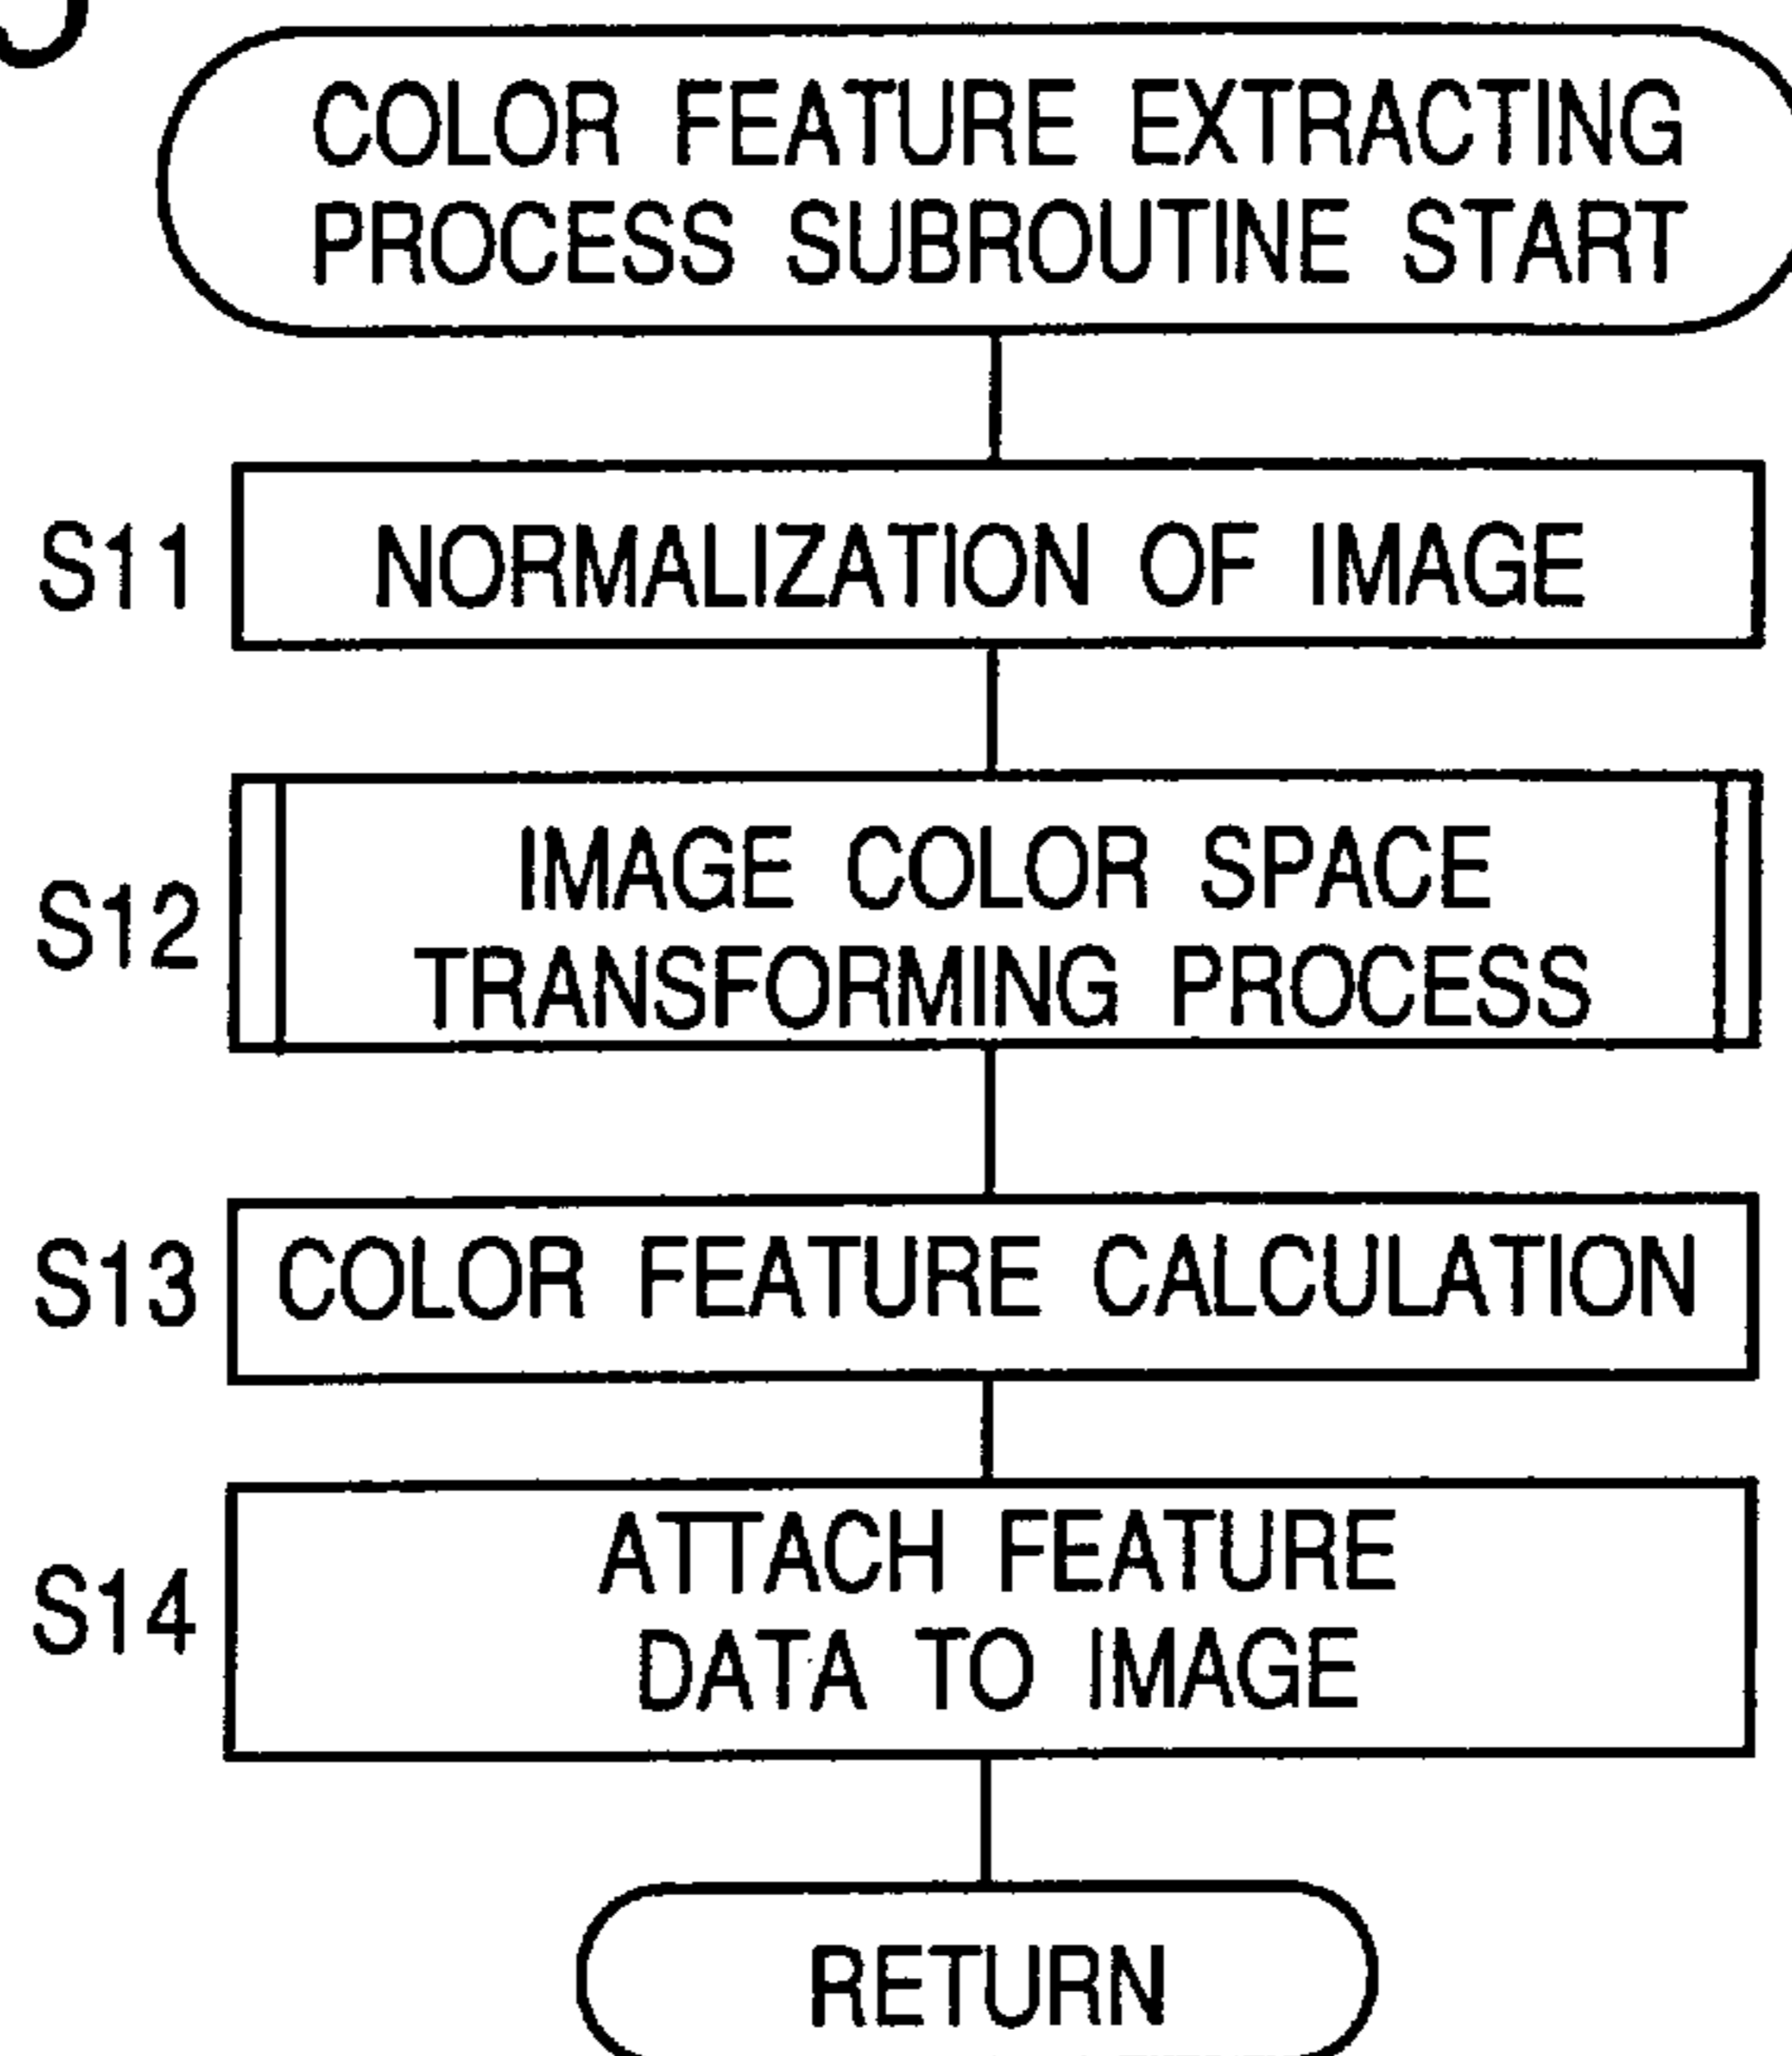 COLOR FEATURE EXTRACTING
PROCESS SUBROUTINE START
S11
NORMALIZATION OF IMAGE
S12
IMAGE COLOR SPACE
TRANSFORMING PROCESS
S13
COLOR FEATURE CALCULATION
S14
ATTACH FEATURE
DATA TO IMAGE
RETURN